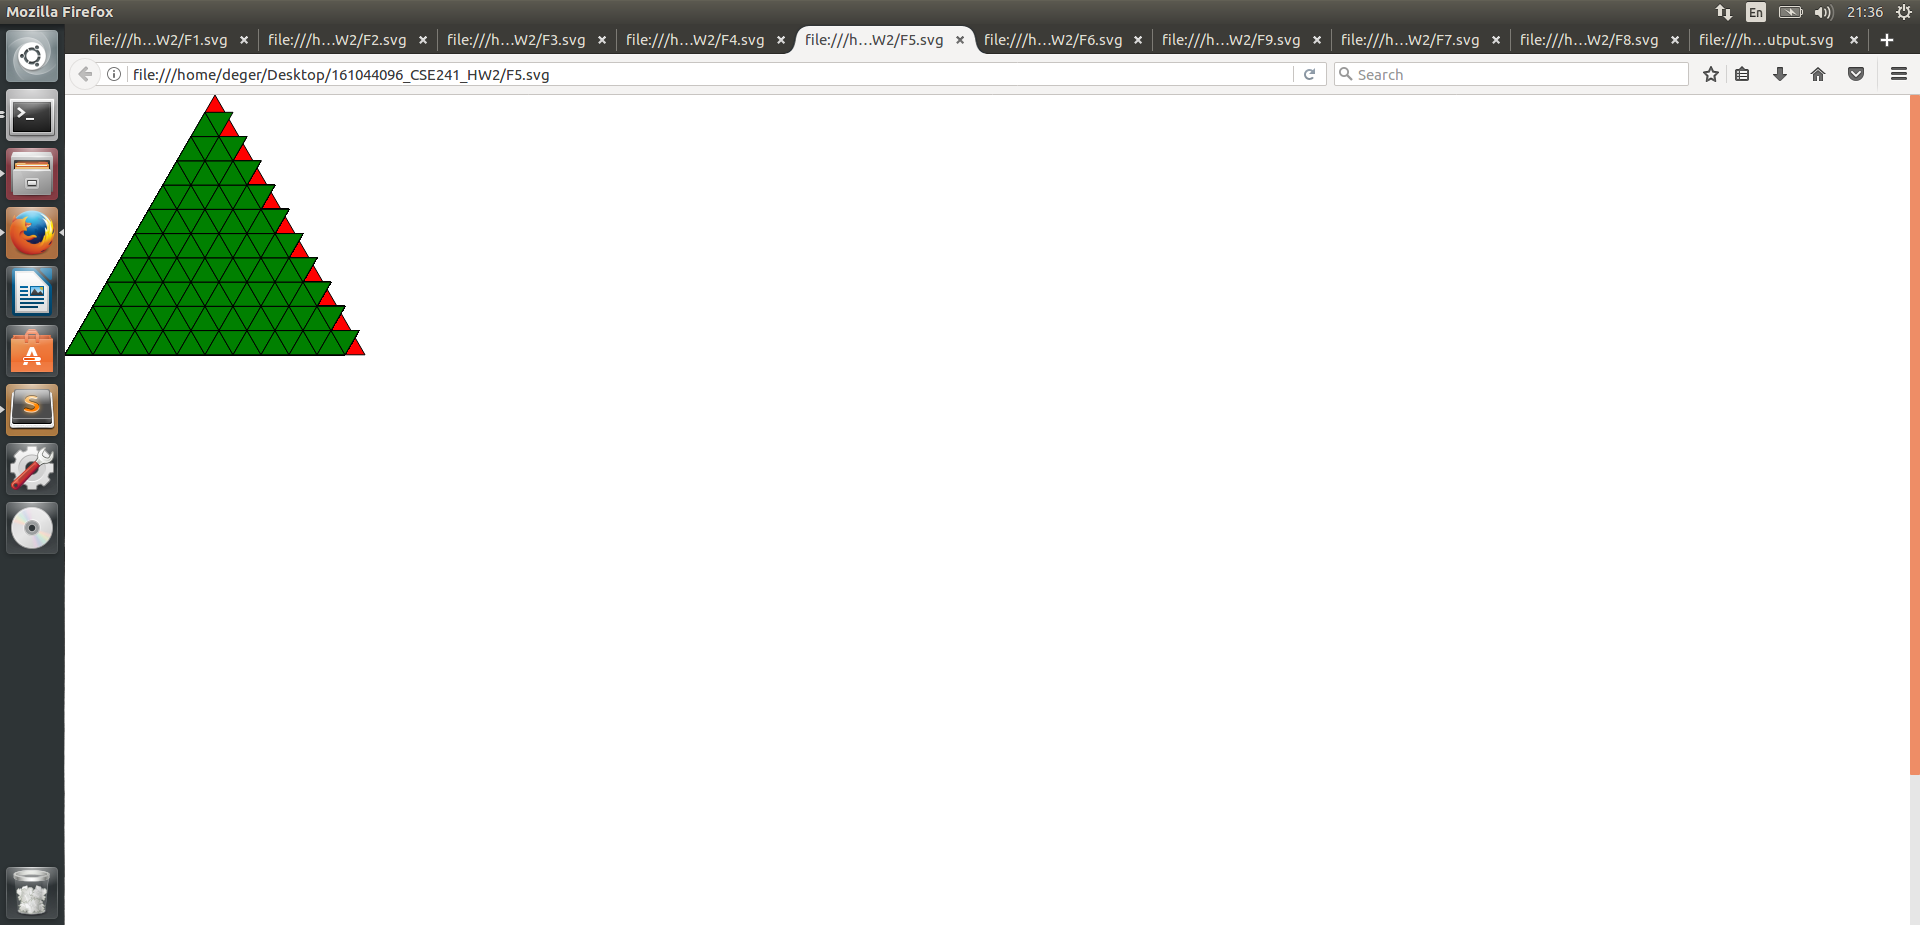 Mozilla Firefox En 21:36
file:///h...W2/F1.svg file:///h...W2/F2.svg file:///h...W2/F3.svg file:///h...W2/F4.svg file:///h...W2/F5.svg file:///h...W2/F6.svg file:///h...W2/F9.svg file:///h...W2/F7.svg file:///h...W2/F8.svg file:///h...utput.svg
file:///home/deger/Desktop/161044096_CSE241_HW2/F5.svg Search